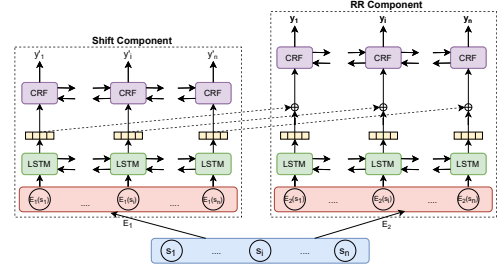 RR Component
y1 yi yn
Shift Component
y'1 y'i y'n
CRF CRF CRF
CRF CRF CRF
LSTM LSTM LSTM
LSTM LSTM LSTM
E1(s1) .... E1(si) .... E1(sn)
E2(s1) .... E2(si) .... E2(sn)
E1 E2
s1 .... si .... sn